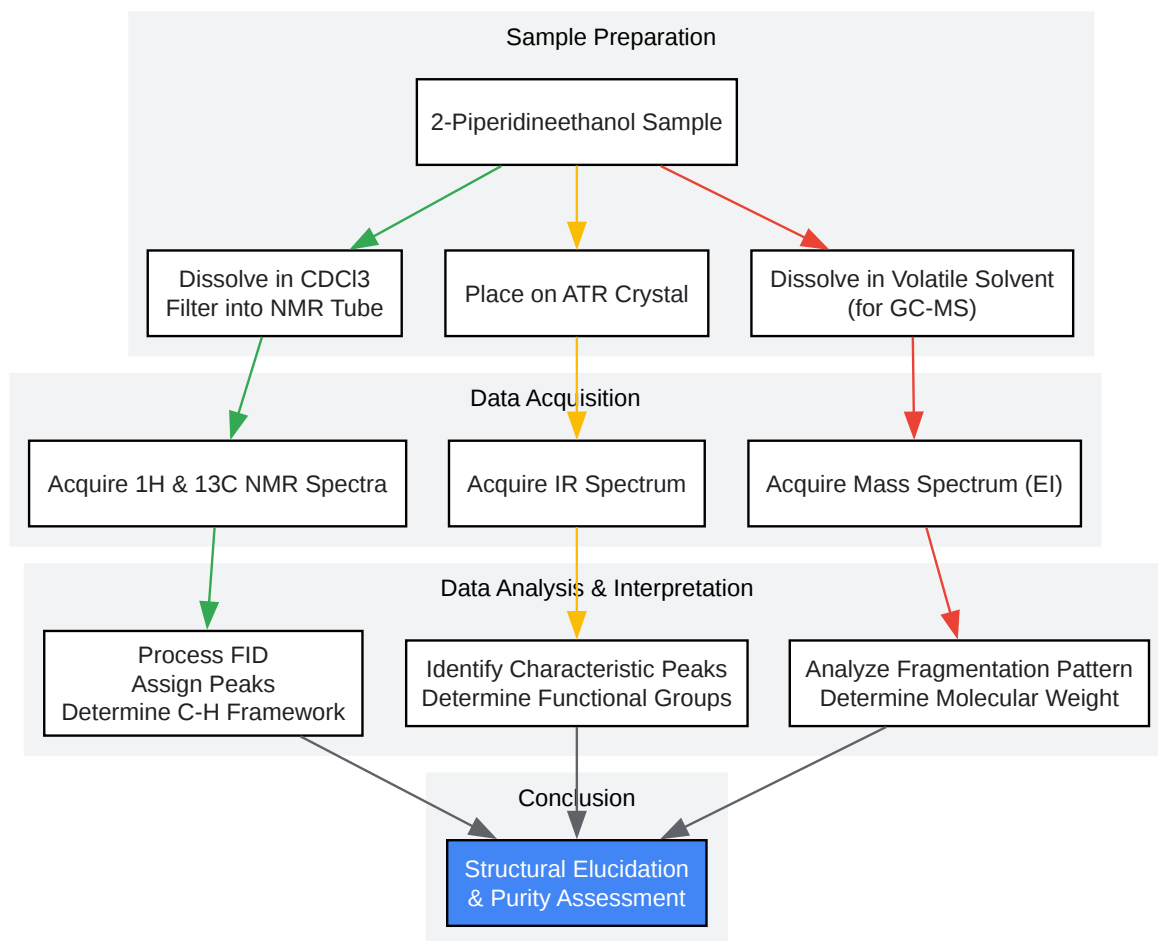 Sample Preparation
2-Piperidineethanol Sample
Dissolve in CDCl3
Filter into NMR Tube
Place on ATR Crystal
Dissolve in Volatile Solvent
(for GC-MS)
Data Acquisition
Acquire 1H & 13C NMR Spectra
Acquire IR Spectrum
Acquire Mass Spectrum (EI)
Data Analysis & Interpretation
Process FID
Assign Peaks
Determine C-H Framework
Identify Characteristic Peaks
Determine Functional Groups
Analyze Fragmentation Pattern
Determine Molecular Weight
Conclusion
Structural Elucidation
& Purity Assessment